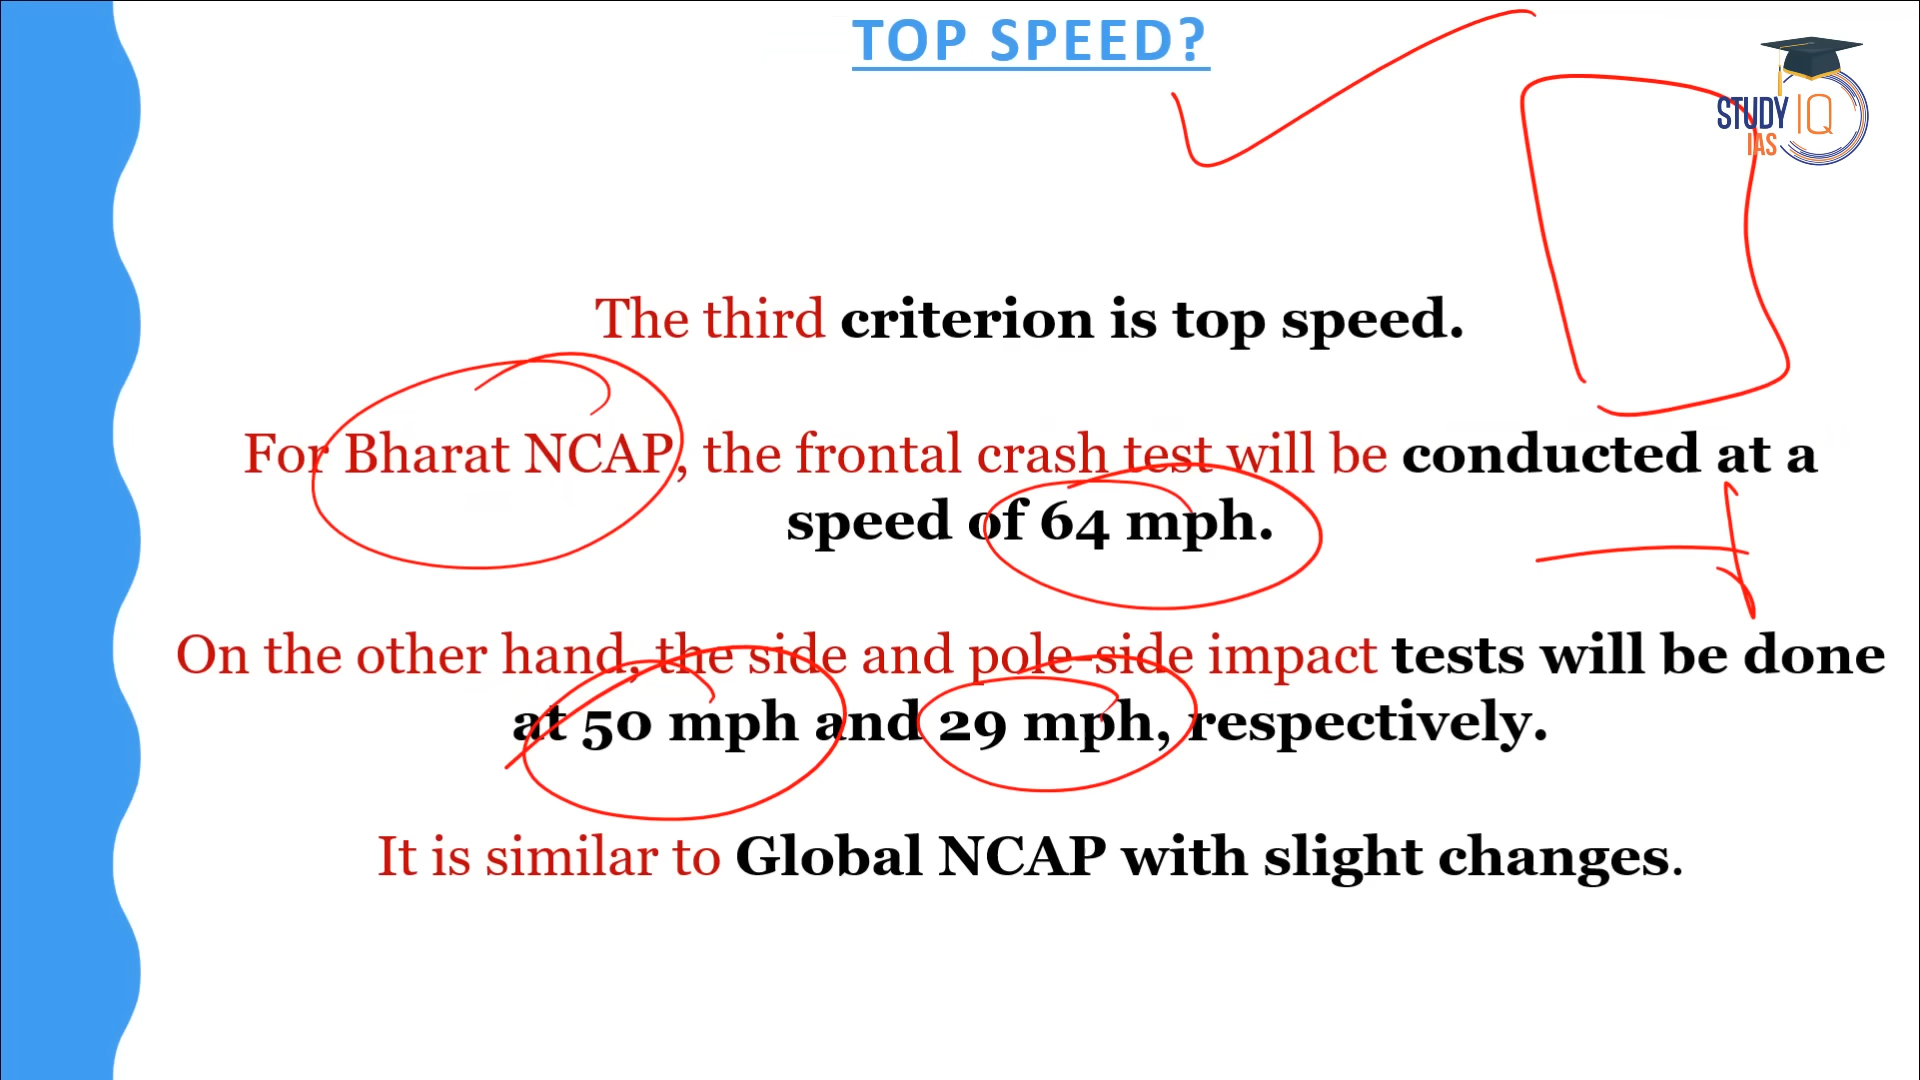 TOP SPEED?
STUDY IQ
IAS
The third criterion is top speed.
For Bharat NCAP, the frontal crash test will be conducted at a
speed of 64 mph.
On the other hand, the side and pole-side impact tests will be done
at 50 mph and 29 mph, respectively.
It is similar to Global NCAP with slight changes.